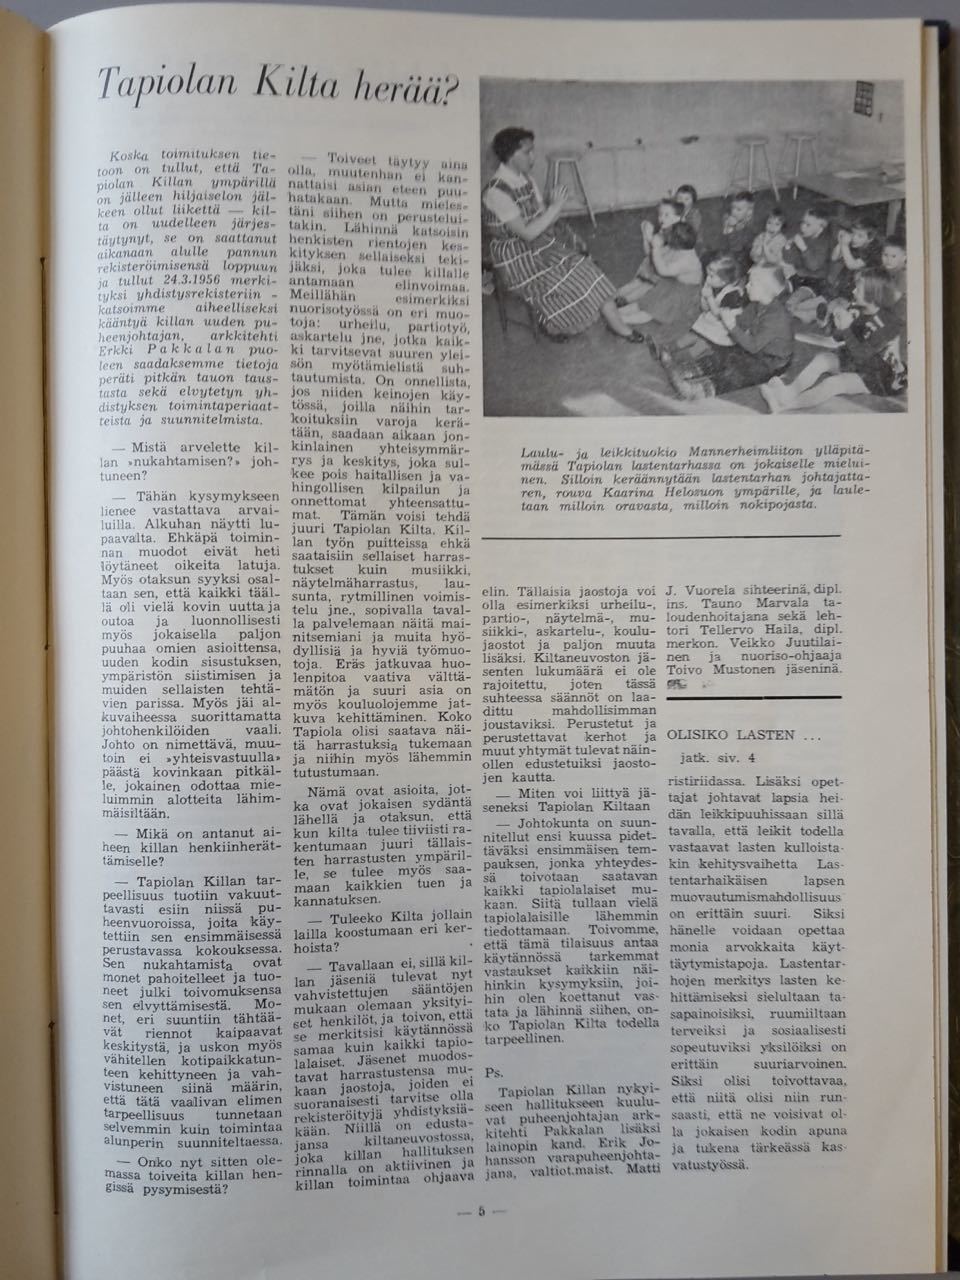 Tapiolan Kilta herää?
Koska toimituksen tie-
toon on tullut, että Ta-
piolan Killan ympärillä
on jälleen hiljaiselon jäl-
keen ollut liikettä — kil-
ta on uudelleen järjes-
täytynyt, se on saattanut
aikanaan alulle pannun
rekisteröimisensä loppuun
ja tullut 24.3.1956 merki-
tyksi yhdistysrekisteriin -
katsoimme aiheelliseksi
kääntyä killan uuden pu-
heenjohtajan, arkkitehti
Erkki Pakkalan puo-
leen saadaksemme tietoja
peräti pitkän tauon taus-
tasta sekä elvytetyn yh-
distyksen toimintaperiaat-
teista ja suunnitelmista.
— Mistä arvelette kil-
lan »nukahtamisen?» joh-
tuneen?
— Tähän kysymykseen
lienee vastattava arvai-
luilla. Alkuhan näytti lu-
paavalta. Ehkäpä toimin-
nan muodot eivät heti
löytäneet oikeita latuja.
Myös otaksun syyksi osal-
taan sen, että kaikki tääl-
lä oli vielä kovin uutta ja
outoa ja luonnollisesti
myös jokaisella paljon
puuhaa omien asioittensa,
uuden kodin sisustuksen,
ympäristön siistimisen ja
muiden sellaisten tehtä-
vien parissa. Myös jäi al-
kuvaiheessa suorittamatta
johtohenkilöiden vaali.
Johto on nimettävä, muu-
toin ei »yhteisvastuulla»
päästä kovinkaan pitkäl-
le, jokainen odottaa mie-
luimmin alotteita lähim-
mäisiltään.
— Mikä on antanut ai-
heen killan henkiinherät-
tämiselle?
— Tapiolan Killan tar-
peellisuus tuotiin vakuut-
tavasti esiin niissä pu-
heenvuoroissa, joita käy-
tettiin sen ensimmäisessä
perustavassa kokouksessa.
Sen nukahtamista ovat
monet pahoitelleet ja tuo-
neet julki toivomuksensa
sen elvyttämisestä. Mo-
net, eri suuntiin tähtää-
vät riennot kaipaavat
keskitystä, ja uskon myös
vähitellen kotipaikkatun-
teen kehittyneen ja vah-
vistuneen siinä määrin,
että tätä vaalivan elimen
tarpeellisuus tunnetaan
selvemmin kuin toimintaa
alunperin suunniteltaessa.
— Onko nyt sitten ole-
massa toiveita killan hen-
gissä pysymisestä?
— Toiveet täytyy aina
olla, muutenhan ei kan-
nattaisi asian eteen puu-
hatakaan. Mutta mieles-
täni siihen on perustelui-
takin. Lähinnä katsoisin
henkisten rientojen kes-
kityksen sellaiseksi teki-
jäksi, joka tulee killalle
antamaan elinvoimaa.
Meillähän esimerkiksi
nuorisotyössä on eri muo-
toja: urheilu, partiotyö,
askartelu jne, jotka kaik-
ki tarvitsevat suuren ylei-
sön myötämielistä suh-
tautumista. On onnellista,
jos niiden keinojen käy-
tössä, joilla näihin tar-
koituksiin varoja kerä-
tään, saadaan aikaan jon-
kinlainen yhteisymmär-
rys ja keskitys, joka sul-
kee pois haitallisen ja va-
hingollisen kilpailun ja
onnettomat yhteensattu-
mat. Tämän voisi tehdä
juuri Tapiolan Kilta. Kil-
lan työn puitteissa ehkä
saataisiin sellaiset harras-
tukset kuin musiikki,
näytelmäharrastus, lau-
sunta, rytmillinen voimis-
telu jne., sopivalla taval-
la palvelemaan näitä mai-
nitsemiani ja muita hyö-
dyllisiä ja hyviä työmuo-
toja. Eräs jatkuvaa huo-
lenpitoa vaativa välttä-
mätön ja suuri asia on
myös kouluolojemme jat-
kuva kehittäminen. Koko
Tapiola olisi saatava näi-
tä harrastuksia tukemaan
ja niihin myös lähemmin
tutustumaan.
Nämä ovat asioita, jot-
ka ovat jokaisen sydäntä
lähellä ja otaksun, että
kun kilta tulee tiiviisti ra-
kentumaan juuri tällais-
ten harrastusten ympäril-
le, se tulee myös saa-
maan kaikkien tuen ja
kannatuksen.
— Tuleeko Kilta jollain
lailla koostumaan eri ker-
hoista?
— Tavallaan ei, sillä kil-
lan jäseniä tulevat nyt
vahvistettujen sääntöjen
mukaan olemaan yksityi-
set henkilöt, ja toivon, että
se merkitsisi käytännössä
samaa kuin kaikki tapio-
lalaiset. Jäsenet muodos-
tavat harrastustensa mu-
kaan jaostoja, joiden ei
suoranaisesti tarvitse olla
rekisteröityjä yhdistyksiä-
kään. Niillä on edusta-
jansa kiltaneuvostossa,
joka killan hallituksen
rinnalla on aktiivinen ja
killan toimintaa ohjaava
Laulu- ja leikkituokio Mannerheimliiton ylläpitä-
mässä Tapiolan lastentarhassa on jokaiselle mielui-
nen. Silloin keräännytään lastentarhan johtajatta-
ren, rouva Kaarina Helosuon ympärille, ja laule-
taan milloin oravasta, milloin nokipojasta.
elin. Tällaisia jaostoja voi
olla esimerkiksi urheilu-,
partio-, näytelmä-, mu-
siikki-, askartelu-, koulu-
jaostot ja paljon muuta
lisäksi. Kiltaneuvoston jä-
senten lukumäärä ei ole
rajoitettu, joten tässä
suhteessa säännöt on laa-
dittu mahdollisimman
joustaviksi. Perustetut ja
perustettavat kerhot ja
muut yhtymät tulevat näin-
ollen edustetuiksi jaosto-
jen kautta.
— Miten voi liittyä jä-
seneksi Tapiolan Kiltaan
— Johtokunta on suun-
nitellut ensi kuussa pidet-
täväksi ensimmäisen tem-
pauksen, jonka yhteydes-
sä toivotaan saatavan
kaikki tapiolalaiset mu-
kaan. Siitä tullaan vielä
tapiolalaisille lähemmin
tiedottamaan. Toivomme,
että tämä tilaisuus antaa
käytännössä tarkemmat
vastaukset kaikkiin näi-
hinkin kysymyksiin, joi-
hin olen koettanut vas-
tata ja lähinnä siihen, on-
ko Tapiolan Kilta todella
tarpeellinen.
Ps.
Tapiolan Killan nykyi-
seen hallitukseen kuulu-
vat puheenjohtajan ark-
kitehti Pakkalan lisäksi
lainopin kand. Erik Jo-
hansson varapuheenjohta-
jana, valtiot.maist. Matti
J. Vuorela sihteerinä, dipl.
ins. Tauno Marvala ta-
loudenhoitajana sekä leh-
tori Tellervo Haila, dipl.
merkon. Veikko Juutilai-
nen ja nuoriso-ohjaaja
Toivo Mustonen jäseninä.
OLISIKO LASTEN ...
jatk. siv. 4
ristiriidassa. Lisäksi opet-
tajat johtavat lapsia hei-
dän leikkipuuhissaan sillä
tavalla, että leikit todella
vastaavat lasten kulloista-
kin kehitysvaihetta Las-
tentarhaikäisen lapsen
muovautumismahdollisuus
on erittäin suuri. Siksi
hänelle voidaan opettaa
monia arvokkaita käyt-
täytymistapoja. Lastentar-
hojen merkitys lasten ke-
hittämiseksi sielultaan ta-
sapainoisiksi, ruumiiltaan
terveiksi ja sosiaalisesti
sopeutuviksi yksilöiksi on
erittäin suuriarvoinen.
Siksi olisi toivottavaa,
että niitä olisi niin run-
saasti, että ne voisivat ol-
la jokaisen kodin apuna
ja tukena tärkeässä kas-
vatustyössä.
— 5 —